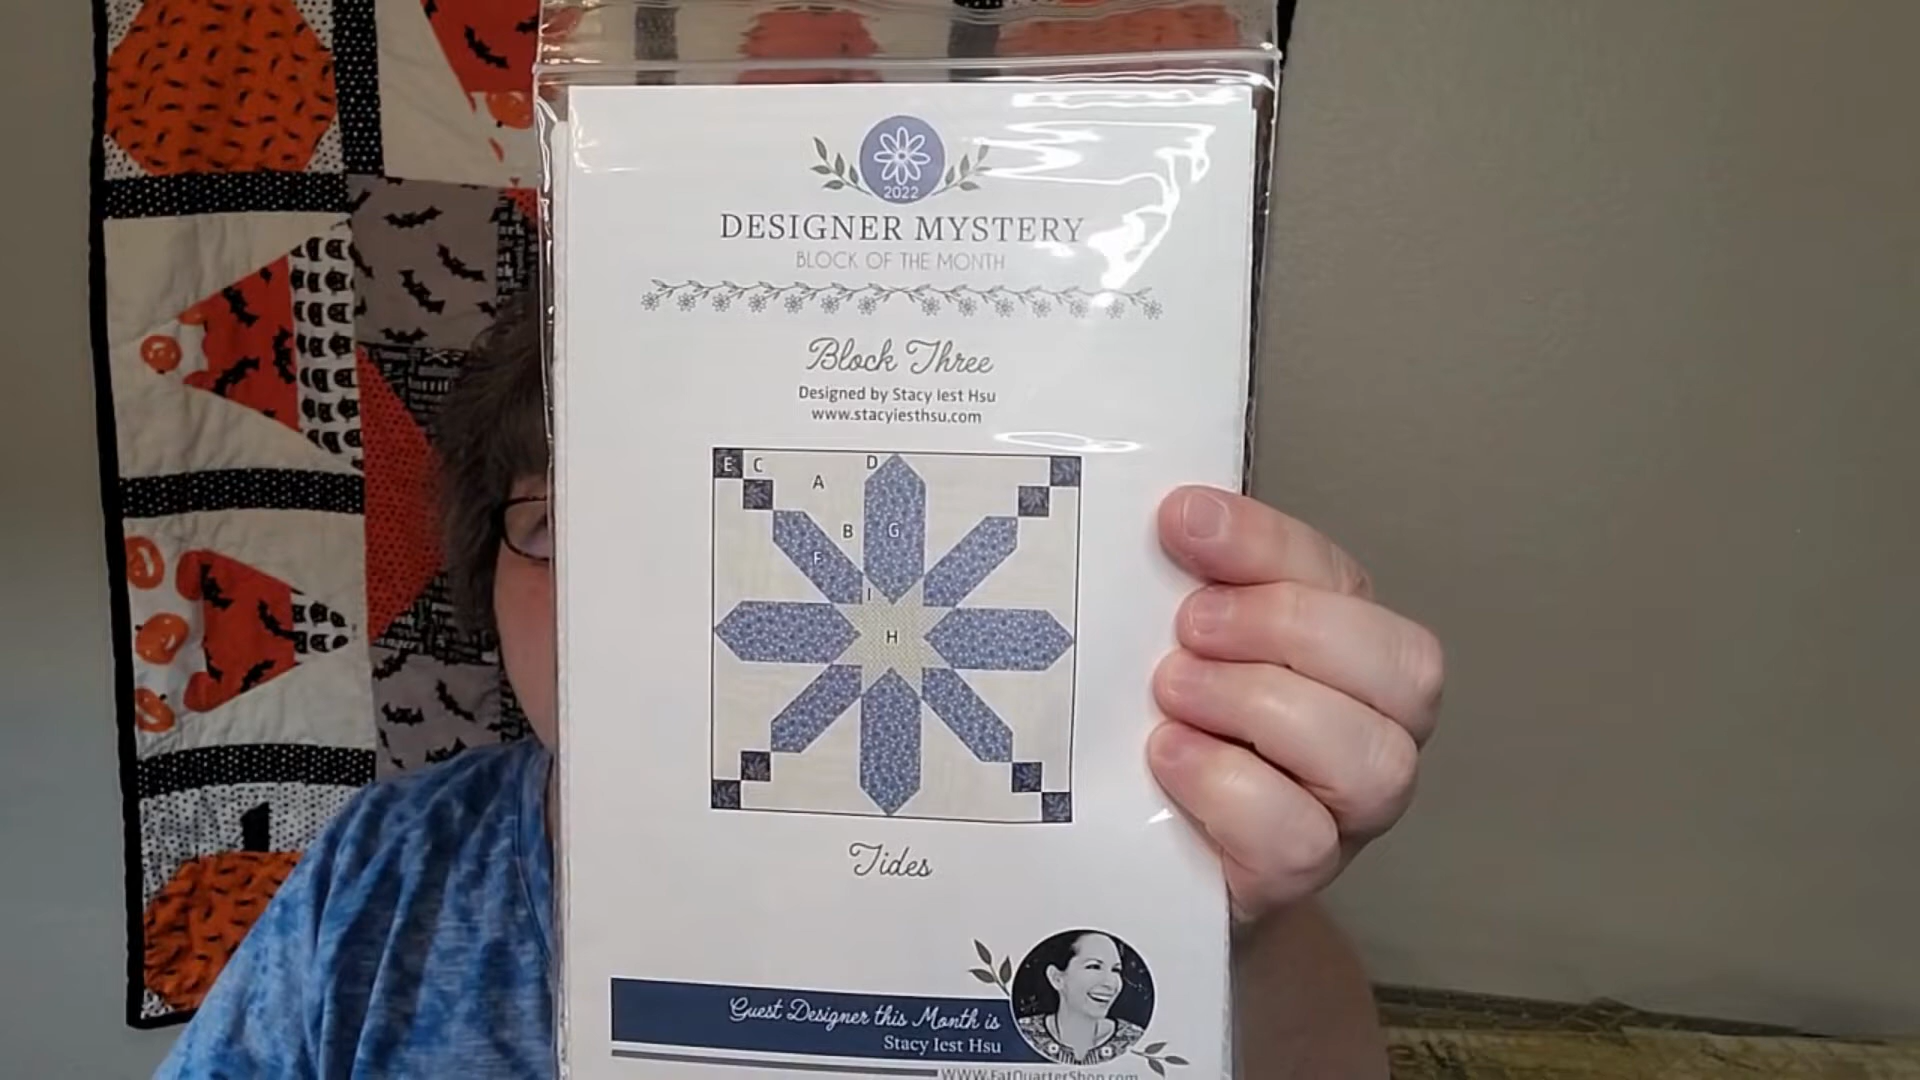 2022
DESIGNER MYSTERY
BLOCK OF THE MONTH
Block Three
Designed by Stacy Iest Hsu
www.stacyiesthsu.com
E C D
A
B G
F
I
H
Tides
Guest Designer this Month is
Stacy Iest Hsu
WWW.FatQuarterShop.com